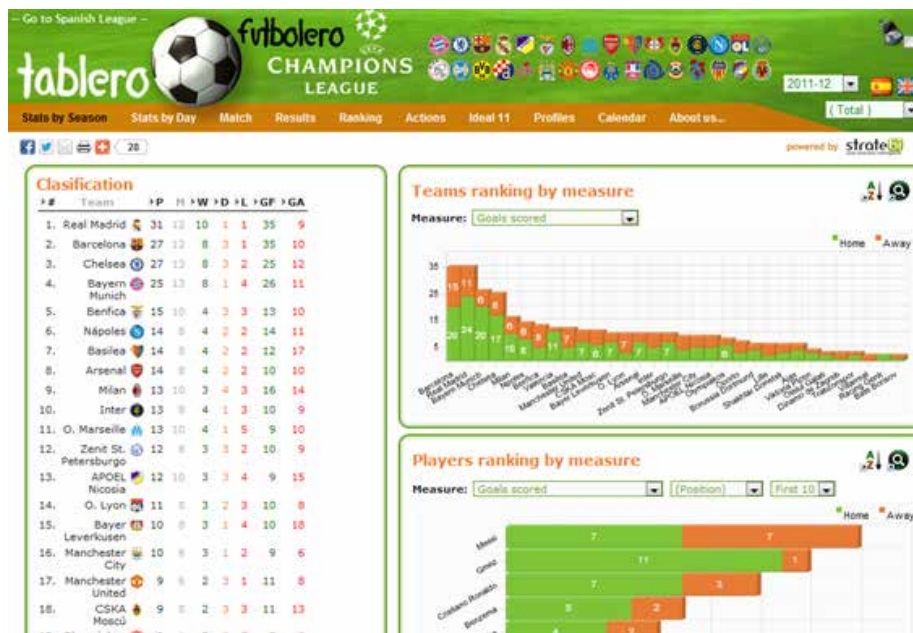 – Go to Spanish League –
tablero
futbolero
UEFA
CHAMPIONS
LEAGUE
2011-12
( Total )
Stats by Season Stats by Day Match Results Ranking Actions Ideal 11 Profiles Calendar About us...
28
powered by stratebi
Clasification
# Team P M W D L GF GA
1. Real Madrid 31 12 10 1 1 35 9
2. Barcelona 27 12 8 3 1 35 10
3. Chelsea 27 13 8 3 2 25 12
4. Bayern Munich 25 13 8 1 4 26 11
5. Benfica 15 10 4 3 3 13 10
6. Nápoles 14 8 4 2 2 14 11
7. Basilea 14 8 4 2 2 12 17
8. Arsenal 14 8 4 2 2 10 10
9. Milan 13 10 3 4 3 16 14
10. Inter 13 8 4 1 3 10 9
11. O. Marseille 13 10 4 1 5 9 10
12. Zenit St. Petersburgo 12 8 3 3 2 10 9
13. APOEL Nicosia 12 10 3 3 4 9 15
14. O. Lyon 11 8 3 2 3 10 8
15. Bayer Leverkusen 10 8 3 1 4 10 18
16. Manchester City 10 6 3 1 2 9 6
17. Manchester United 9 6 2 3 1 11 8
18. CSKA Moscú 9 8 2 3 3 11 13
Teams ranking by measure
Measure: Goals scored
Home Away
35
25
15
5
15 11 6 8
20 24 20 17
Barcelona
Real Madrid
Bayern Munich
Chelsea
Milan
Players ranking by measure
Measure: Goals scored (Position) First 10
Home Away
Messi 7 7
Gomez 11 1
Cristiano Ronaldo 7 3
Benzema 5 2
4 2